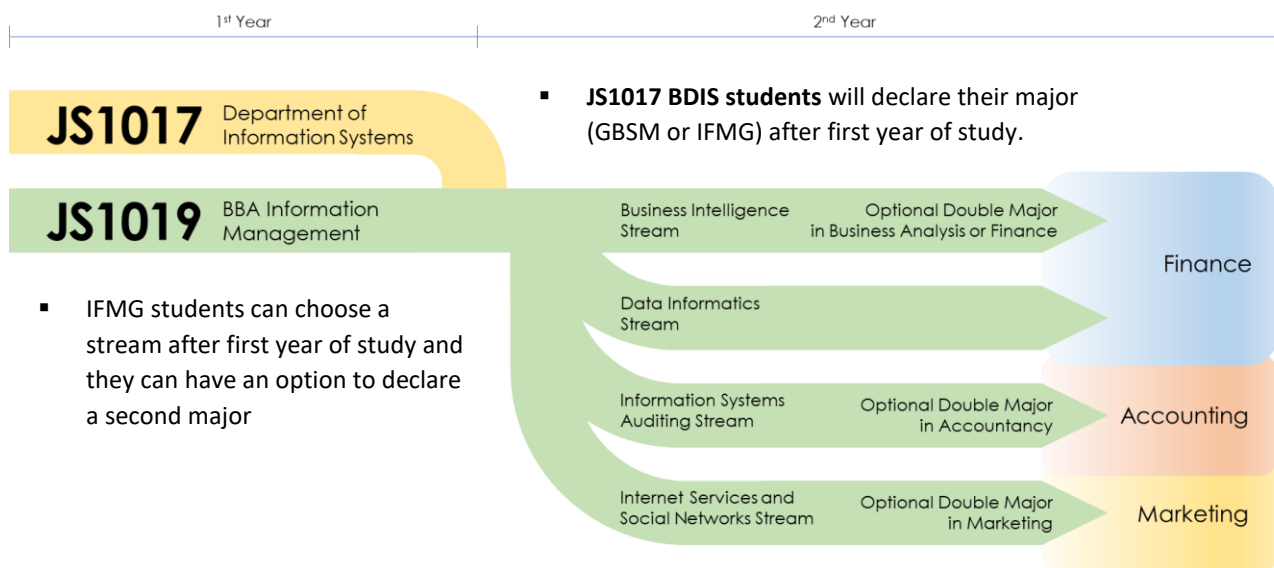 1st Year
2nd Year
JS1017
Department of
Information Systems
▪ JS1017 BDIS students will declare their major
(GBSM or IFMG) after first year of study.
JS1019
BBA Information
Management
Business Intelligence
Stream
Optional Double Major
in Business Analysis or Finance
Finance
▪ IFMG students can choose a
stream after first year of study and
they can have an option to declare
a second major
Data Informatics
Stream
Information Systems
Auditing Stream
Optional Double Major
in Accountancy
Accounting
Internet Services and
Social Networks Stream
Optional Double Major
in Marketing
Marketing